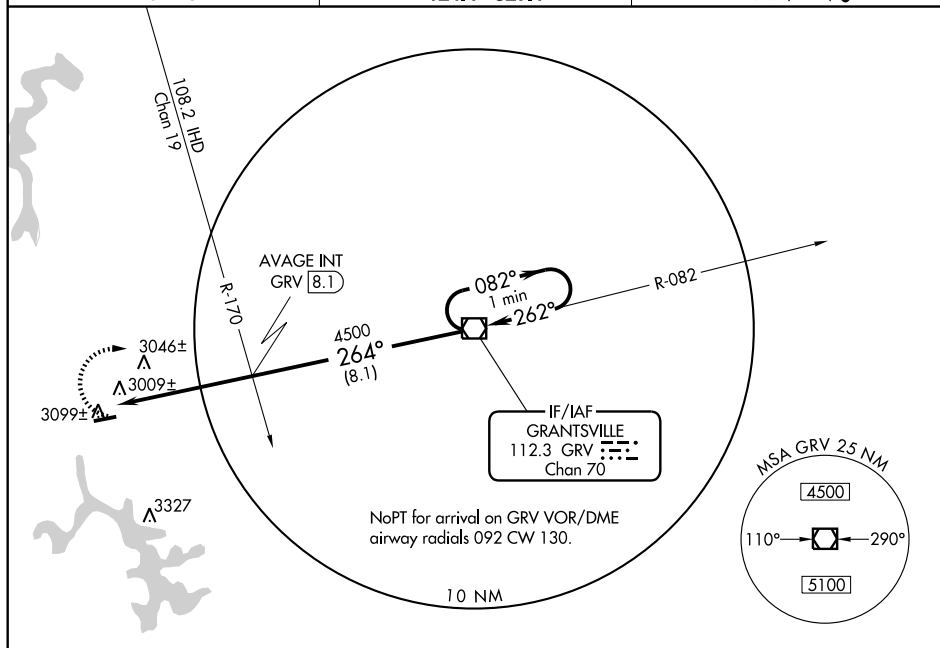 108.2 IHD
Chan 19
R-170
AVAGE INT
GRV 8.1
4500
264°
(8.1)
082°
1 min
262°
R-082
3046±
3009±
3099±
3327
IF/IAF
GRANTSVILLE
112.3 GRV
Chan 70
NoPT for arrival on GRV VOR/DME
airway radials 092 CW 130.
10 NM
MSA GRV 25 NM
4500
110°
290°
5100